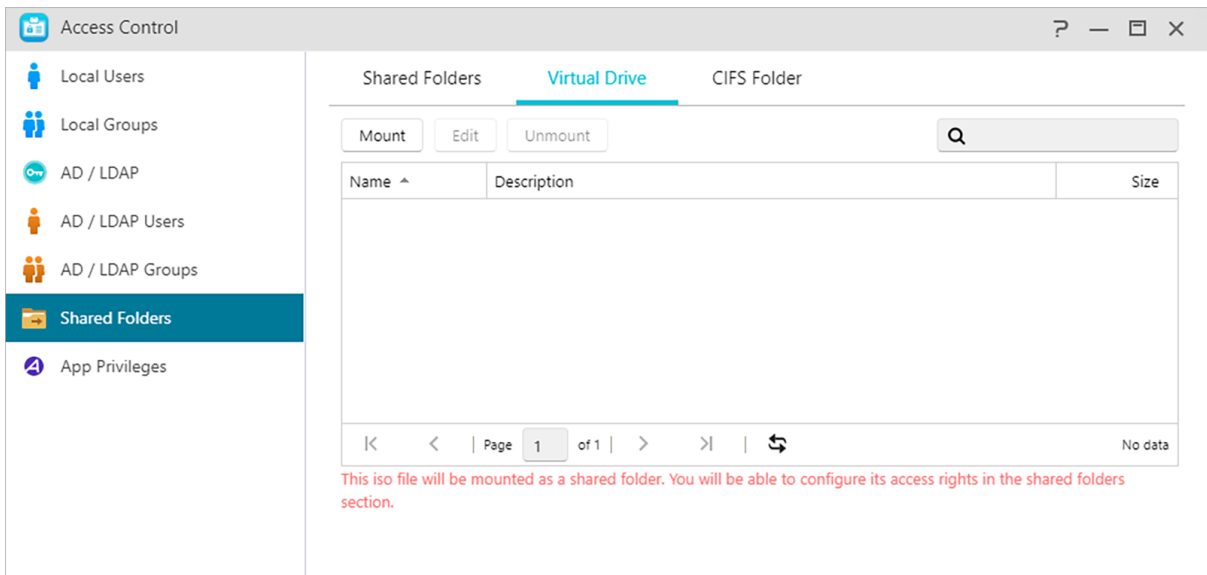 Access Control
Local Users
Local Groups
AD / LDAP
AD / LDAP Users
AD / LDAP Groups
Shared Folders
App Privileges
Shared Folders Virtual Drive CIFS Folder
Mount Edit Unmount
Name Description Size
Page 1 of 1 No data
This iso file will be mounted as a shared folder. You will be able to configure its access rights in the shared folders
section.